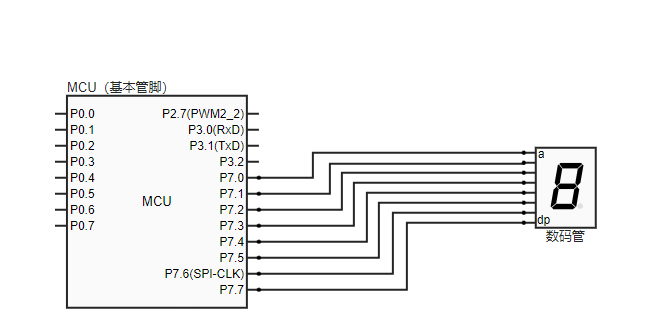 MCU（基本管脚）
P0.0
P0.1
P0.2
P0.3
P0.4
P0.5
P0.6
P0.7
MCU
P2.7(PWM2_2)
P3.0(RxD)
P3.1(TxD)
P3.2
P7.0
P7.1
P7.2
P7.3
P7.4
P7.5
P7.6(SPI-CLK)
P7.7
a
8
dp
数码管